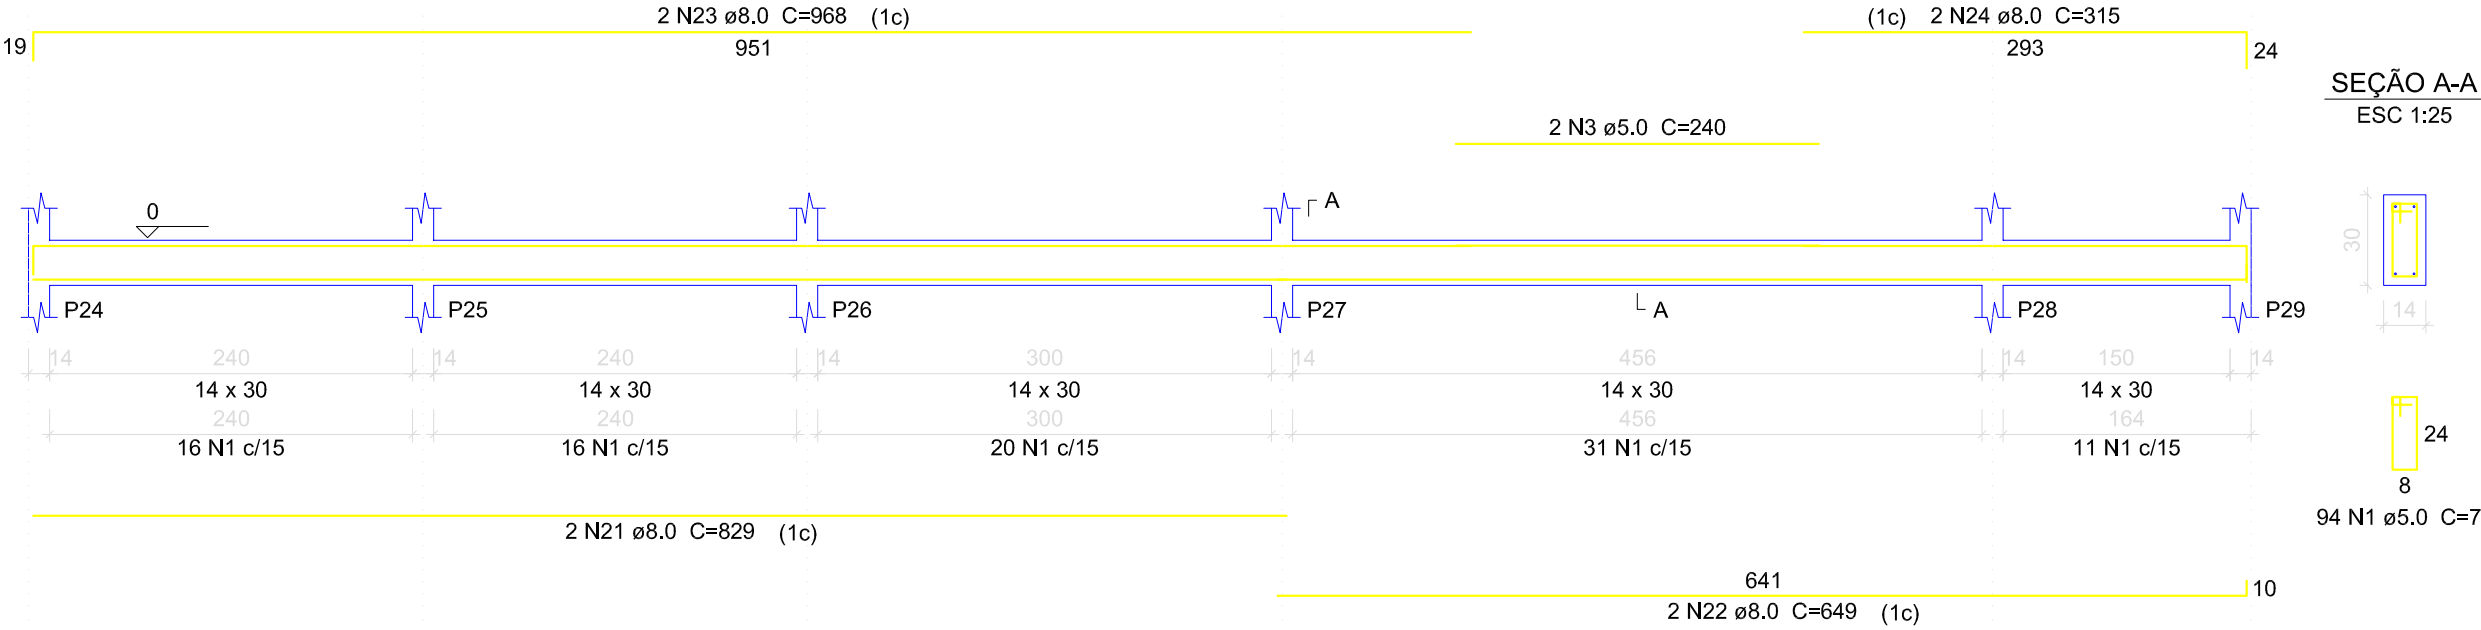 2 N23 ø8.0 C=968 (1c)
(1c) 2 N24 ø8.0 C=315
19
951
293
24
SEÇÃO A-A
ESC 1:25
2 N3 ø5.0 C=240
0
A
30
P24
P25
P26
P27
A
P28
P29
14
14 240 14 240 14 300 14 456 14 150 14
14 x 30 14 x 30 14 x 30 14 x 30 14 x 30
240 240 300 456 164
16 N1 c/15 16 N1 c/15 20 N1 c/15 31 N1 c/15 11 N1 c/15
24
8
94 N1 ø5.0 C=7
2 N21 ø8.0 C=829 (1c)
641
10
2 N22 ø8.0 C=649 (1c)